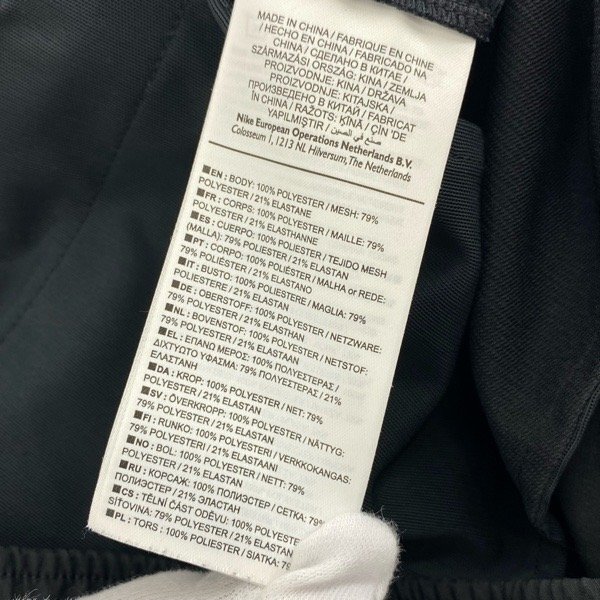 MADE IN CHINA / FABRIQUE EN CHINE
/ HECHO EN CHINA / FABRICADO NA
CHINA / СДЕЛАНО В КИТАЕ /
SZÁRMAZÁSI ORSZÁG: KÍNA / ZEMLJA
PROIZVODNJE: KINA / DRŽAVA
PROIZVODNJE: KITAJSKA /
ПРОИЗВЕДЕНО В КИТАЙ / FABRICAT
ÎN CHINA / RAŽOTS: ĶĪNĀ / ÇİN 'DE
YAPILMIŞTIR / صنع في الصين
Nike European Operations Netherlands B.V.
Colosseum 1, 1213 NL Hilversum, The Netherlands
■ EN : BODY: 100% POLYESTER / MESH: 79%
POLYESTER / 21% ELASTANE
■ FR : CORPS: 100% POLYESTER / MAILLE: 79%
POLYESTER / 21% ELASTHANNE
■ ES : CUERPO: 100% POLIÉSTER / TEJIDO MESH
(MALLA): 79% POLIÉSTER / 21% ELASTANO
■ PT : CORPO: 100% POLIÉSTER / MALHA or REDE:
79% POLIÉSTER / 21% ELASTANO
■ IT : BUSTO: 100% POLIESTERE / MAGLIA: 79%
POLIESTERE / 21% ELASTAN
■ DE : OBERSTOFF: 100% POLYESTER / NETZWARE:
79% POLYESTER / 21% ELASTHAN
■ NL : BOVENSTOF: 100% POLYESTER / NETSTOF:
79% POLYESTER / 21% ELASTAAN
■ EL : ΕΠΑΝΩ ΜΕΡΟΣ: 100% ΠΟΛΥΕΣΤΕΡΑΣ /
ΔΙΧΤΥΩΤΟ ΥΦΑΣΜΑ: 79% ΠΟΛΥΕΣΤΕΡΑΣ / 21%
ΕΛΑΣΤΑΝΗ
■ DA : KROP: 100% POLYESTER / NET: 79%
POLYESTER / 21% ELASTAN
■ SV : ÖVERKROPP: 100% POLYESTER / NÄTTYG:
79% POLYESTER / 21% ELASTAN
■ FI : RUNKO: 100% POLYESTERI / VERKKOKANGAS:
79% POLYESTERI / 21% ELASTAANI
■ NO : BOL: 100% POLYESTER / NETT: 79%
POLYESTER / 21% ELASTAN
■ RU : КОРСАЖ: 100% ПОЛИЭСТЕР / СЕТКА: 79%
ПОЛИЭСТЕР / 21% ЭЛАСТАН
■ CS : TĚLNÍ ČÁST ODĚVU: 100% POLYESTER /
SÍŤOVINA: 79% POLYESTER / 21% ELASTAN
■ PL : TORS : 100% POLIESTER / SIATKA: 79%